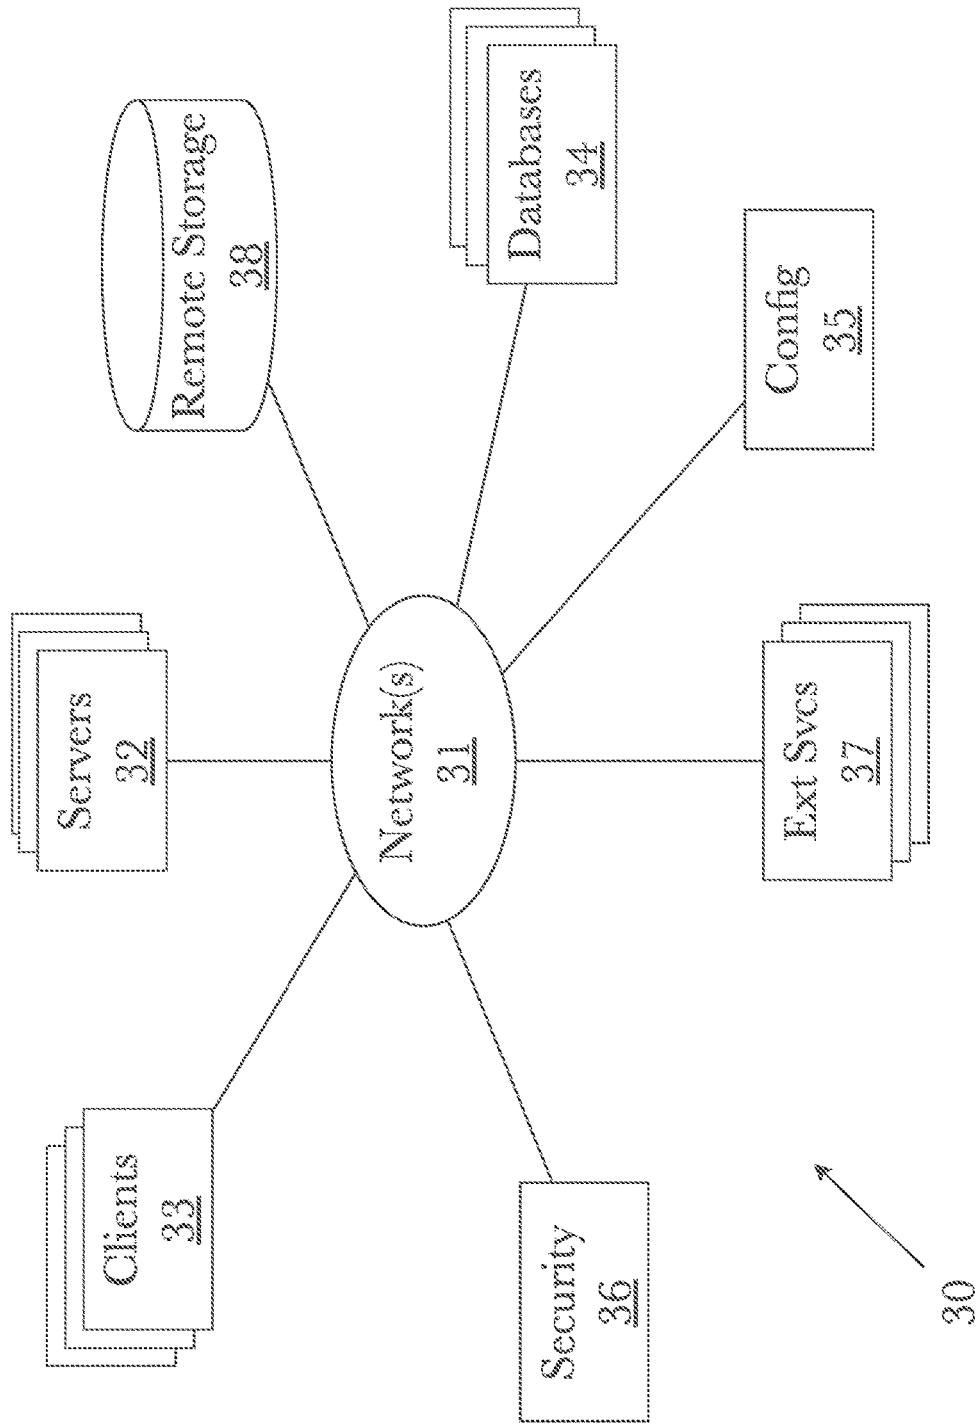 Clients
33
Servers
32
Remote Storage
38
Network(s)
31
Databases
34
Security
36
Ext Svcs
37
Config
35
30